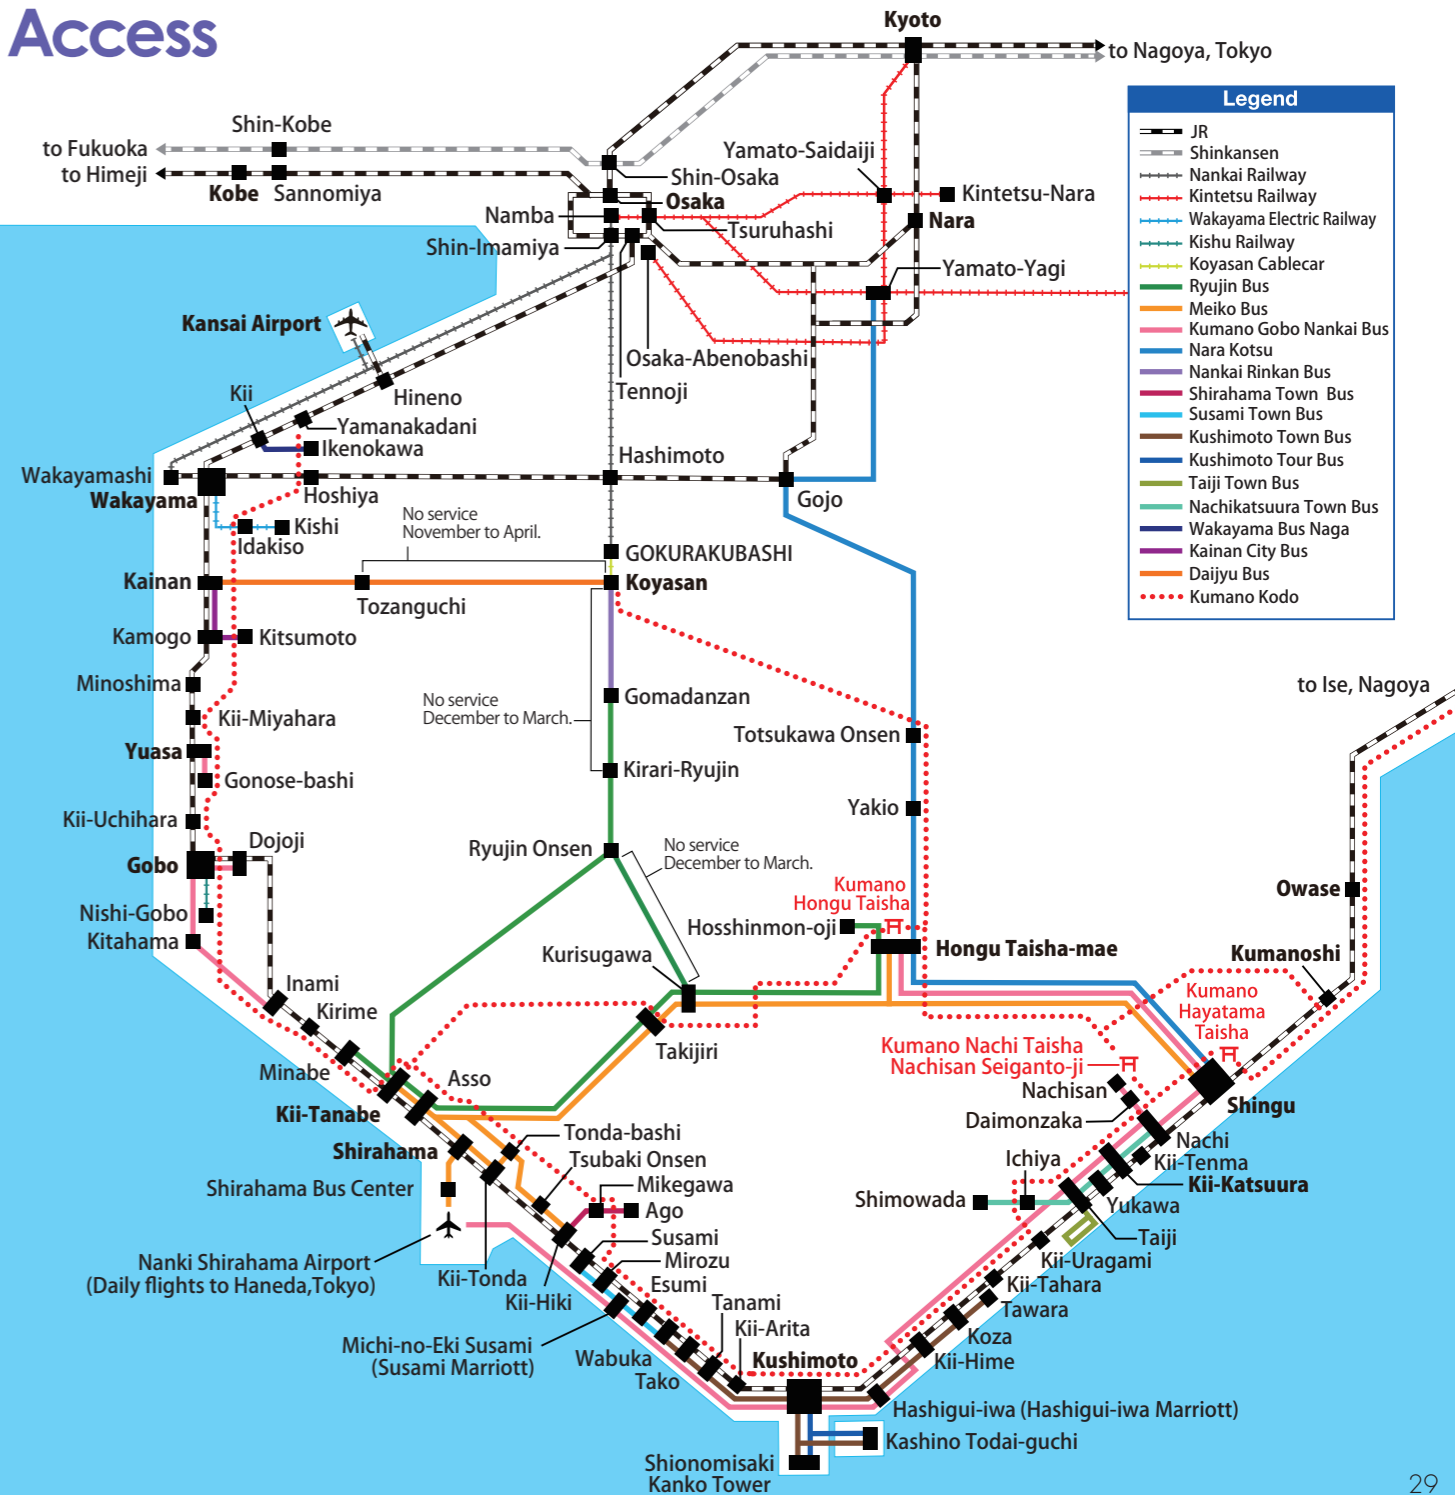 Access
Kyoto
to Nagoya, Tokyo
Legend
JR
Shinkansen
Nankai Railway
Kintetsu Railway
Wakayama Electric Railway
Kishu Railway
Koyasan Cablecar
Ryujin Bus
Meiko Bus
Kumano Gobo Nankai Bus
Nara Kotsu
Nankai Rinkan Bus
Shirahama Town Bus
Susami Town Bus
Kushimoto Town Bus
Kushimoto Tour Bus
Taiji Town Bus
Nachikatsuura Town Bus
Wakayama Bus Naga
Kainan City Bus
Daijyu Bus
Kumano Kodo
Shin-Kobe
to Fukuoka
to Himeji
Kobe
Sannomiya
Yamato-Saidaiji
Shin-Osaka
Kintetsu-Nara
Osaka
Namba
Tsuruhashi
Nara
Shin-Imamiya
Yamato-Yagi
Kansai Airport
Osaka-Abenobashi
Tennoji
Kii
Hineno
Yamanakadani
Ikenokawa
Wakayamashi
Wakayama
Hoshiya
Hashimoto
Gojo
No service
November to April.
Kishi
Idakiso
GOKURAKUBASHI
Kainan
Tozanguchi
Koyasan
Kamogo
Kitsumoto
Minoshima
Kii-Miyahara
No service
December to March.
Gomadanzan
to Ise, Nagoya
Yuasa
Gonose-bashi
Totsukawa Onsen
Kirari-Ryujin
Yakio
Kii-Uchihara
Dojoji
Gobo
Ryujin Onsen
No service
December to March.
Kumano
Hongu Taisha
Owase
Nishi-Gobo
Kitahama
Hosshinmon-oji
Hongu Taisha-mae
Kurisugawa
Kumanoshi
Inami
Kirime
Kumano
Hayatama
Taisha
Takijiri
Kumano Nachi Taisha
Nachisan Seiganto-ji
Minabe
Asso
Nachisan
Kii-Tanabe
Daimonzaka
Shingu
Shirahama
Tonda-bashi
Nachi
Tsubaki Onsen
Ichiya
Kii-Tenma
Shirahama Bus Center
Mikegawa
Kii-Katsuura
Ago
Shimowada
Yukawa
Susami
Taiji
Nanki Shirahama Airport
(Daily flights to Haneda,Tokyo)
Kii-Tonda
Mirozu
Kii-Uragami
Kii-Hiki
Esumi
Kii-Tahara
Tanami
Tawara
Kii-Arita
Michi-no-Eki Susami
(Susami Marriott)
Wabuka
Koza
Kushimoto
Kii-Hime
Tako
Hashigui-iwa (Hashigui-iwa Marriott)
Kashino Todai-guchi
Shionomisaki
Kanko Tower
29